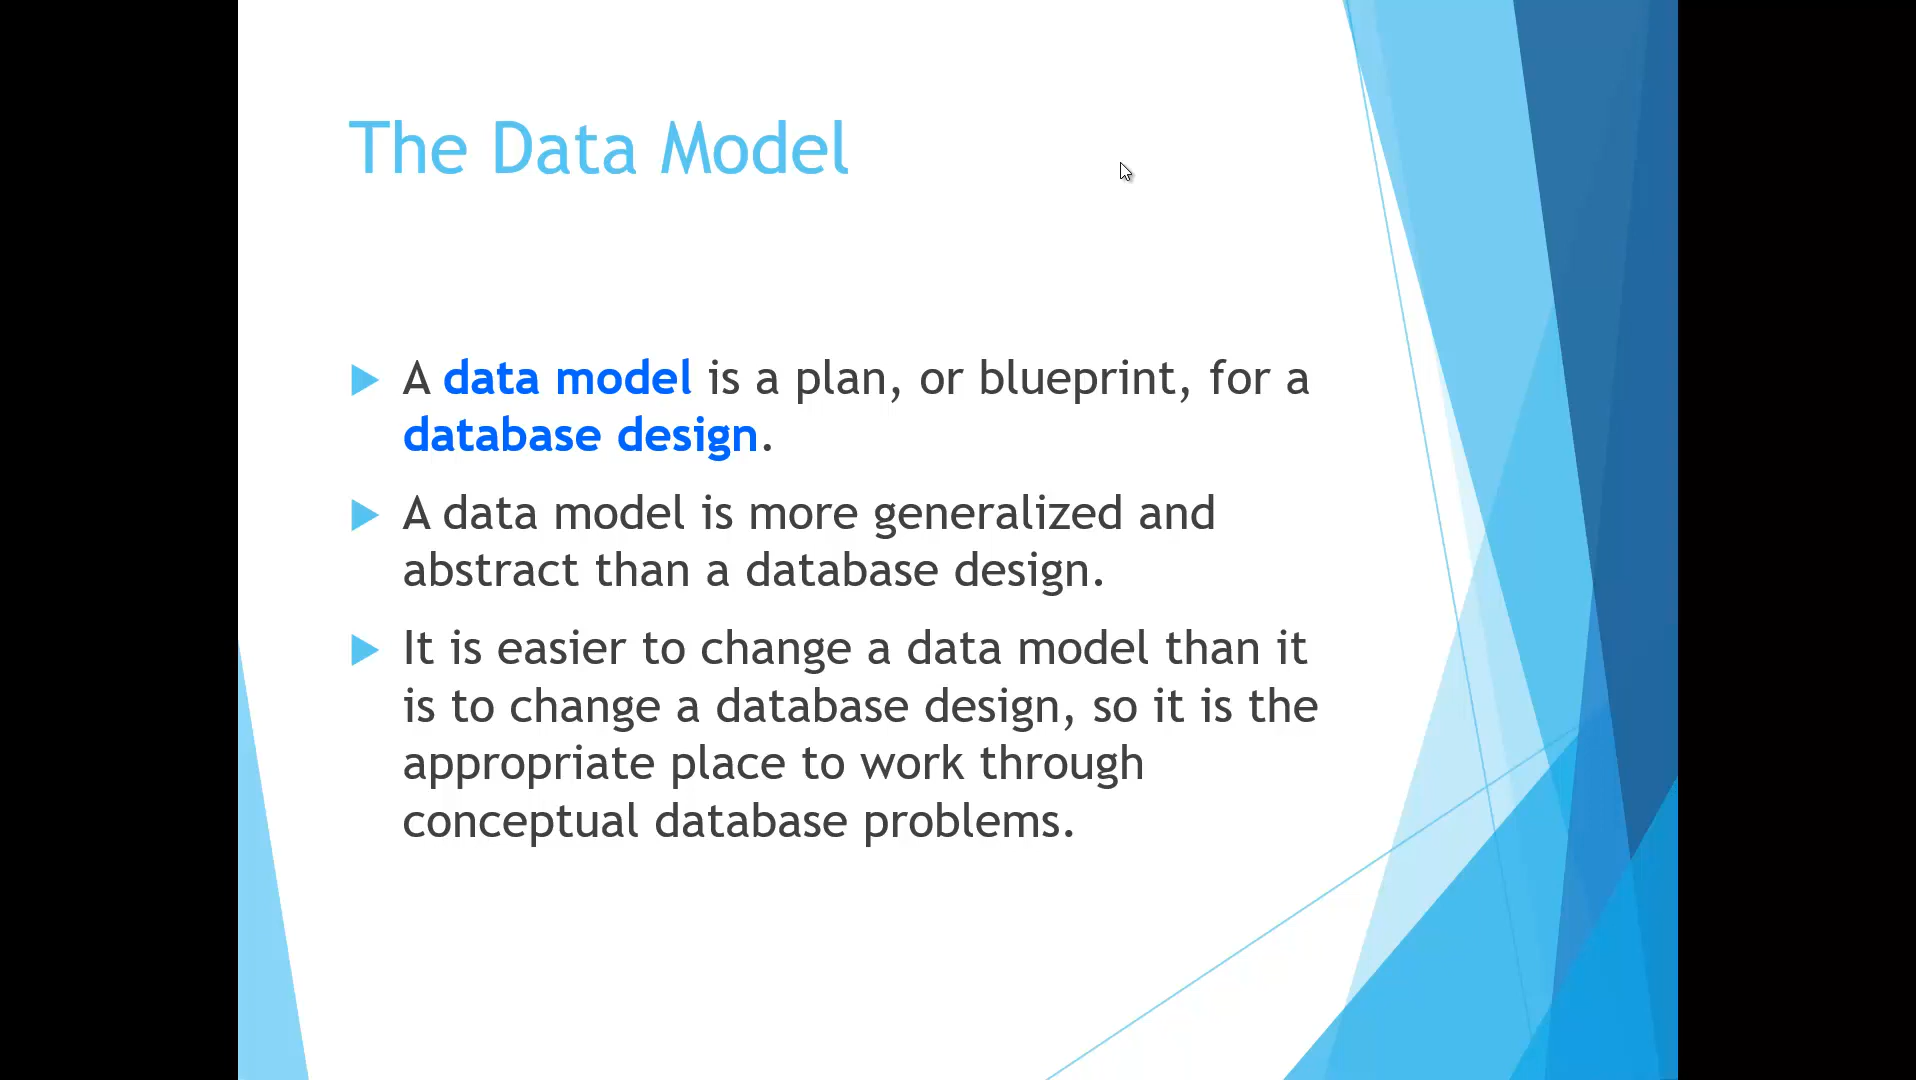 The Data Model
A data model is a plan, or blueprint, for a
database design.
A data model is more generalized and
abstract than a database design.
It is easier to change a data model than it
is to change a database design, so it is the
appropriate place to work through
conceptual database problems.